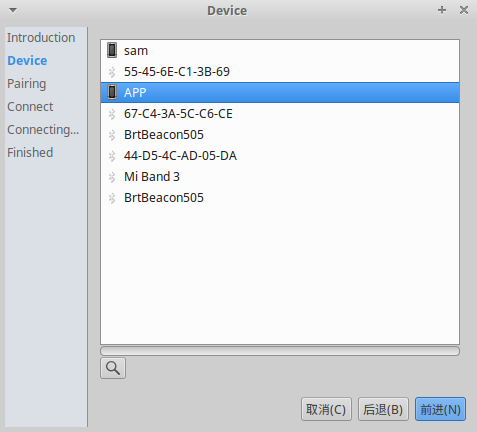 Device
Introduction
Device
Pairing
Connect
Connecting...
Finished
sam
55-45-6E-C1-3B-69
APP
67-C4-3A-5C-C6-CE
BrtBeacon505
44-D5-4C-AD-05-DA
Mi Band 3
BrtBeacon505
取消(C)
后退(B)
前进(N)